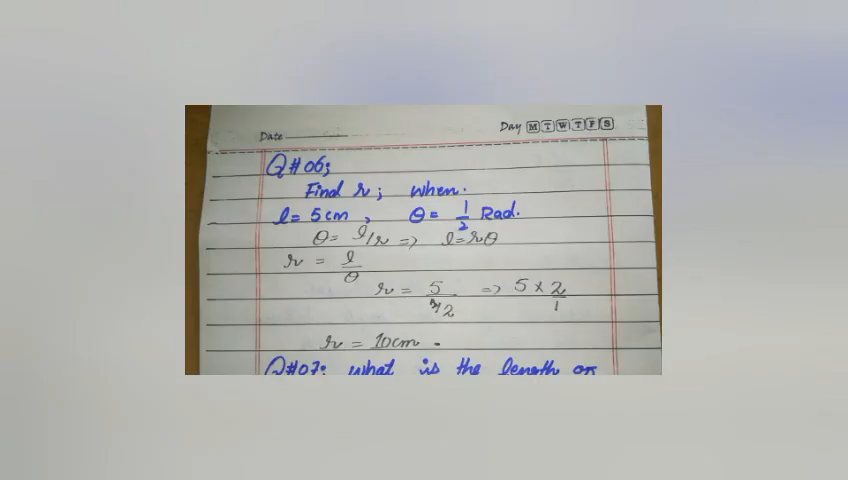 Date
Day M T W T F S
Q#06;
Find r; when.
l= 5cm, θ= 1/2 Rad.
θ= l/r => l=rθ
r = l/θ
r = 5/1/2 => 5 × 2/1
r = 10cm.
Q#07: what is the length or